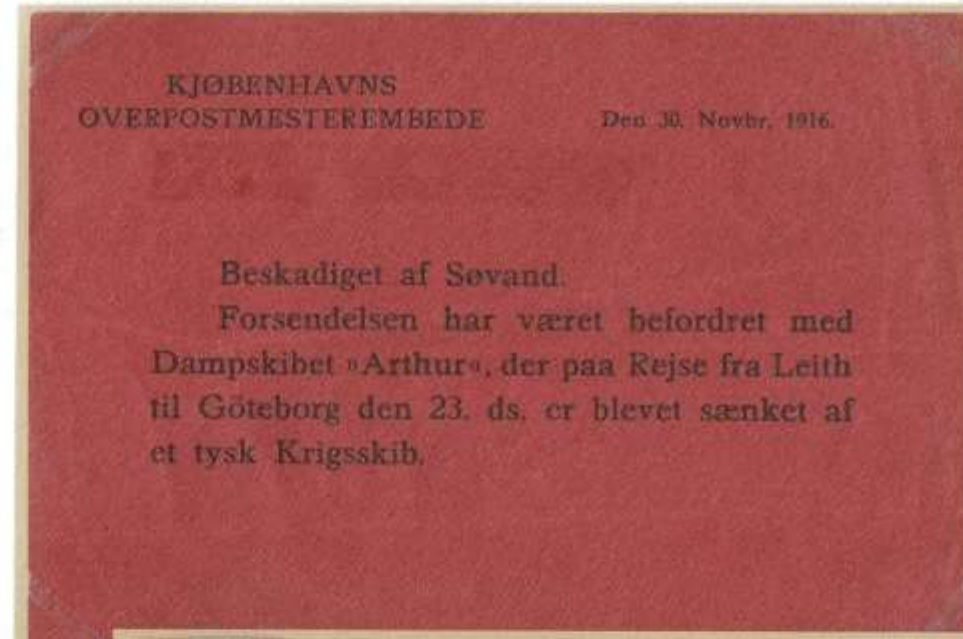 KJØBENHAVNS
OVERPOSTMESTEREMBEDE
Den 30. Novbr. 1916.
Beskadiget af Søvand.
Forsendelsen har været befordret med
Dampskibet »Arthur«, der paa Rejse fra Leith
til Göteborg den 23. ds. er blevet sænket af
et tysk Krigsskib.